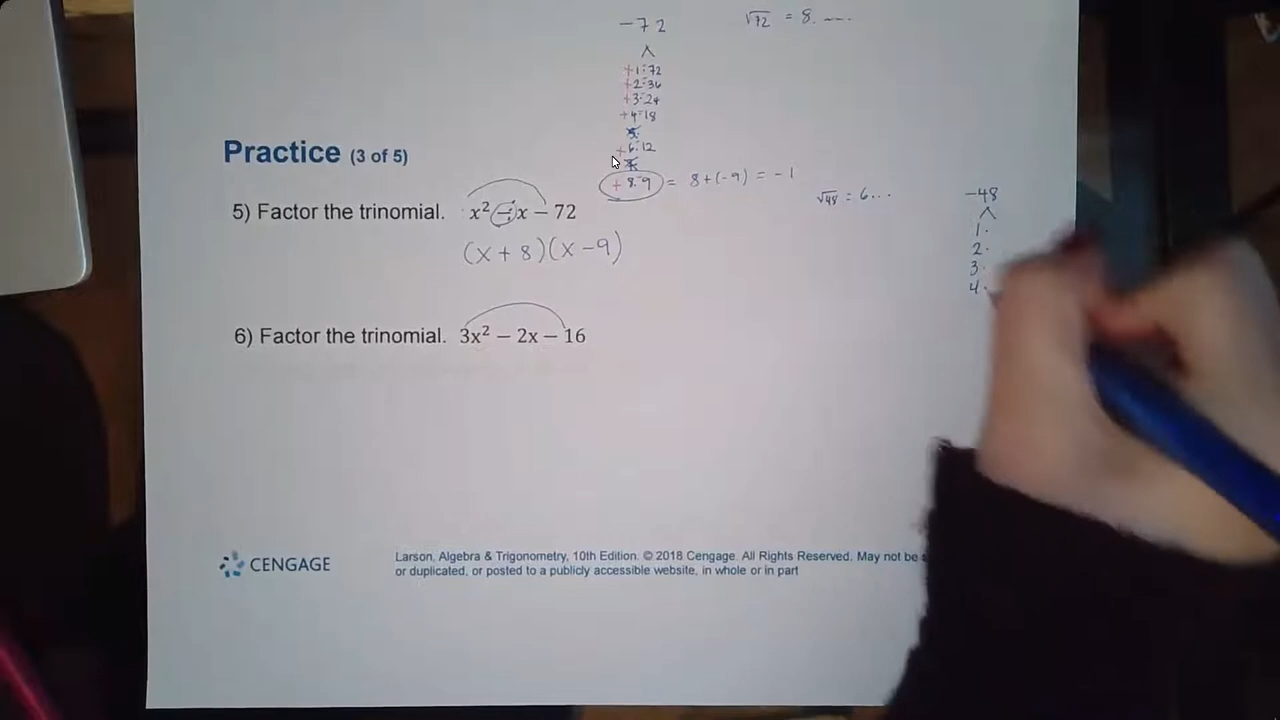 -72
√72 = 8. ....
+1·-72
+2·-36
+3·-24
+4·-18
5·
+6·-12
7·
+8·-9 = 8+(-9) = -1
Practice (3 of 5)
√48 = 6...
-48
1·
2·
3·
4·
5) Factor the trinomial. x² - x - 72
(x + 8)(x - 9)
6) Factor the trinomial. 3x² - 2x - 16
CENGAGE
Larson, Algebra & Trigonometry, 10th Edition. © 2018 Cengage. All Rights Reserved. May not be
or duplicated, or posted to a publicly accessible website, in whole or in part